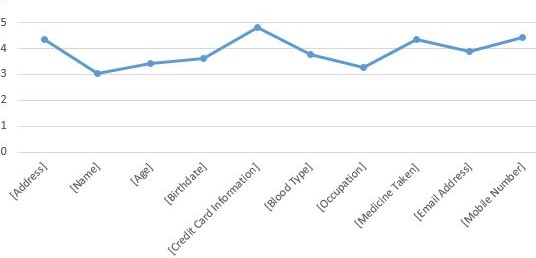 5
4
3
2
1
0
[Address]
[Name]
[Age]
[Birthdate]
[Credit Card Information]
[Blood Type]
[Occupation]
[Medicine Taken]
[Email Address]
[Mobile Number]